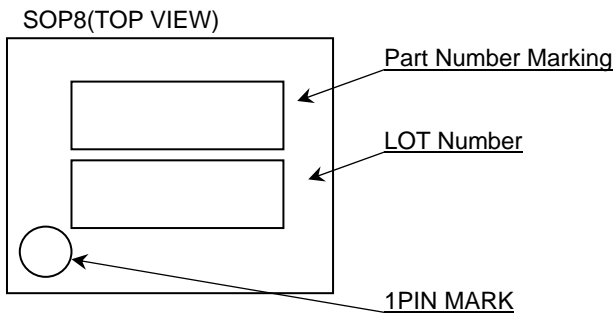 SOP8(TOP VIEW)
Part Number Marking
LOT Number
1PIN MARK